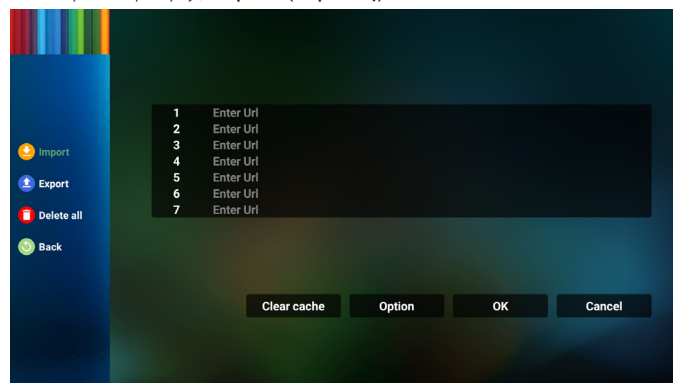 Import
Export
Delete all
Back
1 Enter Url
2 Enter Url
3 Enter Url
4 Enter Url
5 Enter Url
6 Enter Url
7 Enter Url
Clear cache Option OK Cancel